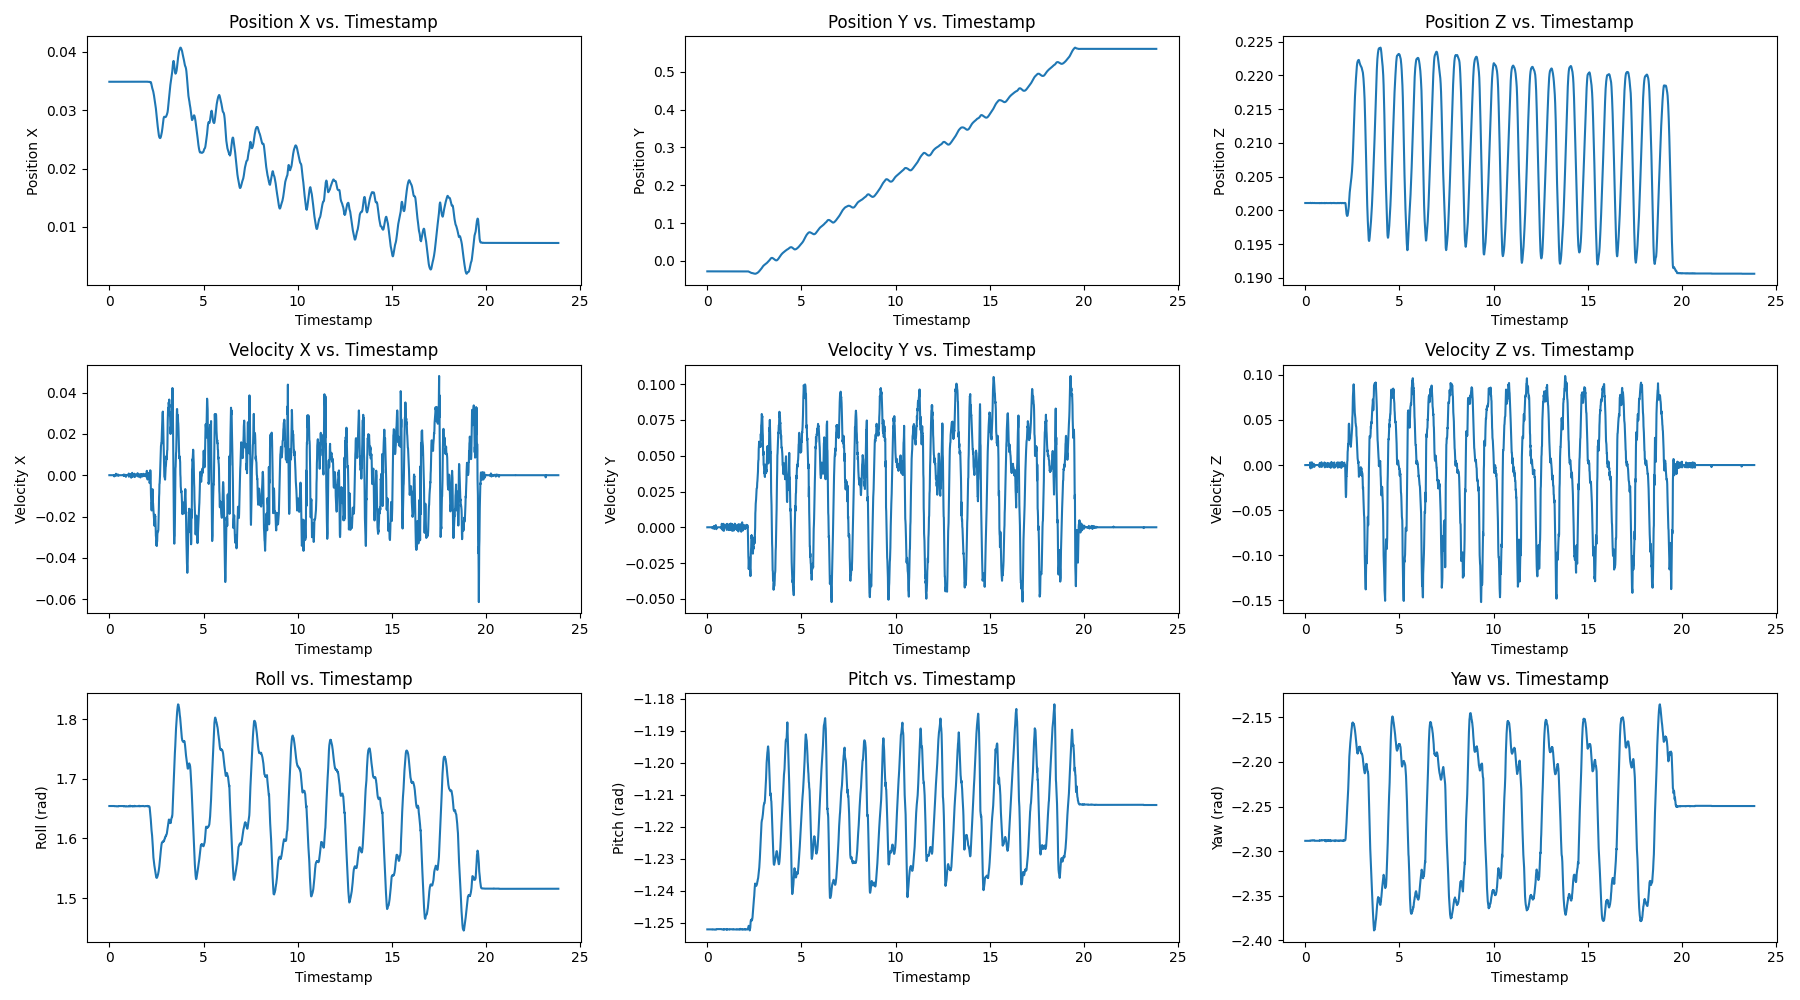 Position X vs. Timestamp
Position X
0.04
0.03
0.02
0.01
0 5 10 15 20 25
Timestamp
Position Y vs. Timestamp
Position Y
0.5
0.4
0.3
0.2
0.1
0.0
0 5 10 15 20 25
Timestamp
Position Z vs. Timestamp
Position Z
0.225
0.220
0.215
0.210
0.205
0.200
0.195
0.190
0 5 10 15 20 25
Timestamp
Velocity X vs. Timestamp
Velocity X
0.04
0.02
0.00
−0.02
−0.04
−0.06
0 5 10 15 20 25
Timestamp
Velocity Y vs. Timestamp
Velocity Y
0.100
0.075
0.050
0.025
0.000
−0.025
−0.050
0 5 10 15 20 25
Timestamp
Velocity Z vs. Timestamp
Velocity Z
0.10
0.05
0.00
−0.05
−0.10
−0.15
0 5 10 15 20 25
Timestamp
Roll vs. Timestamp
Roll (rad)
1.8
1.7
1.6
1.5
0 5 10 15 20 25
Timestamp
Pitch vs. Timestamp
Pitch (rad)
−1.18
−1.19
−1.20
−1.21
−1.22
−1.23
−1.24
−1.25
0 5 10 15 20 25
Timestamp
Yaw vs. Timestamp
Yaw (rad)
−2.15
−2.20
−2.25
−2.30
−2.35
−2.40
0 5 10 15 20 25
Timestamp